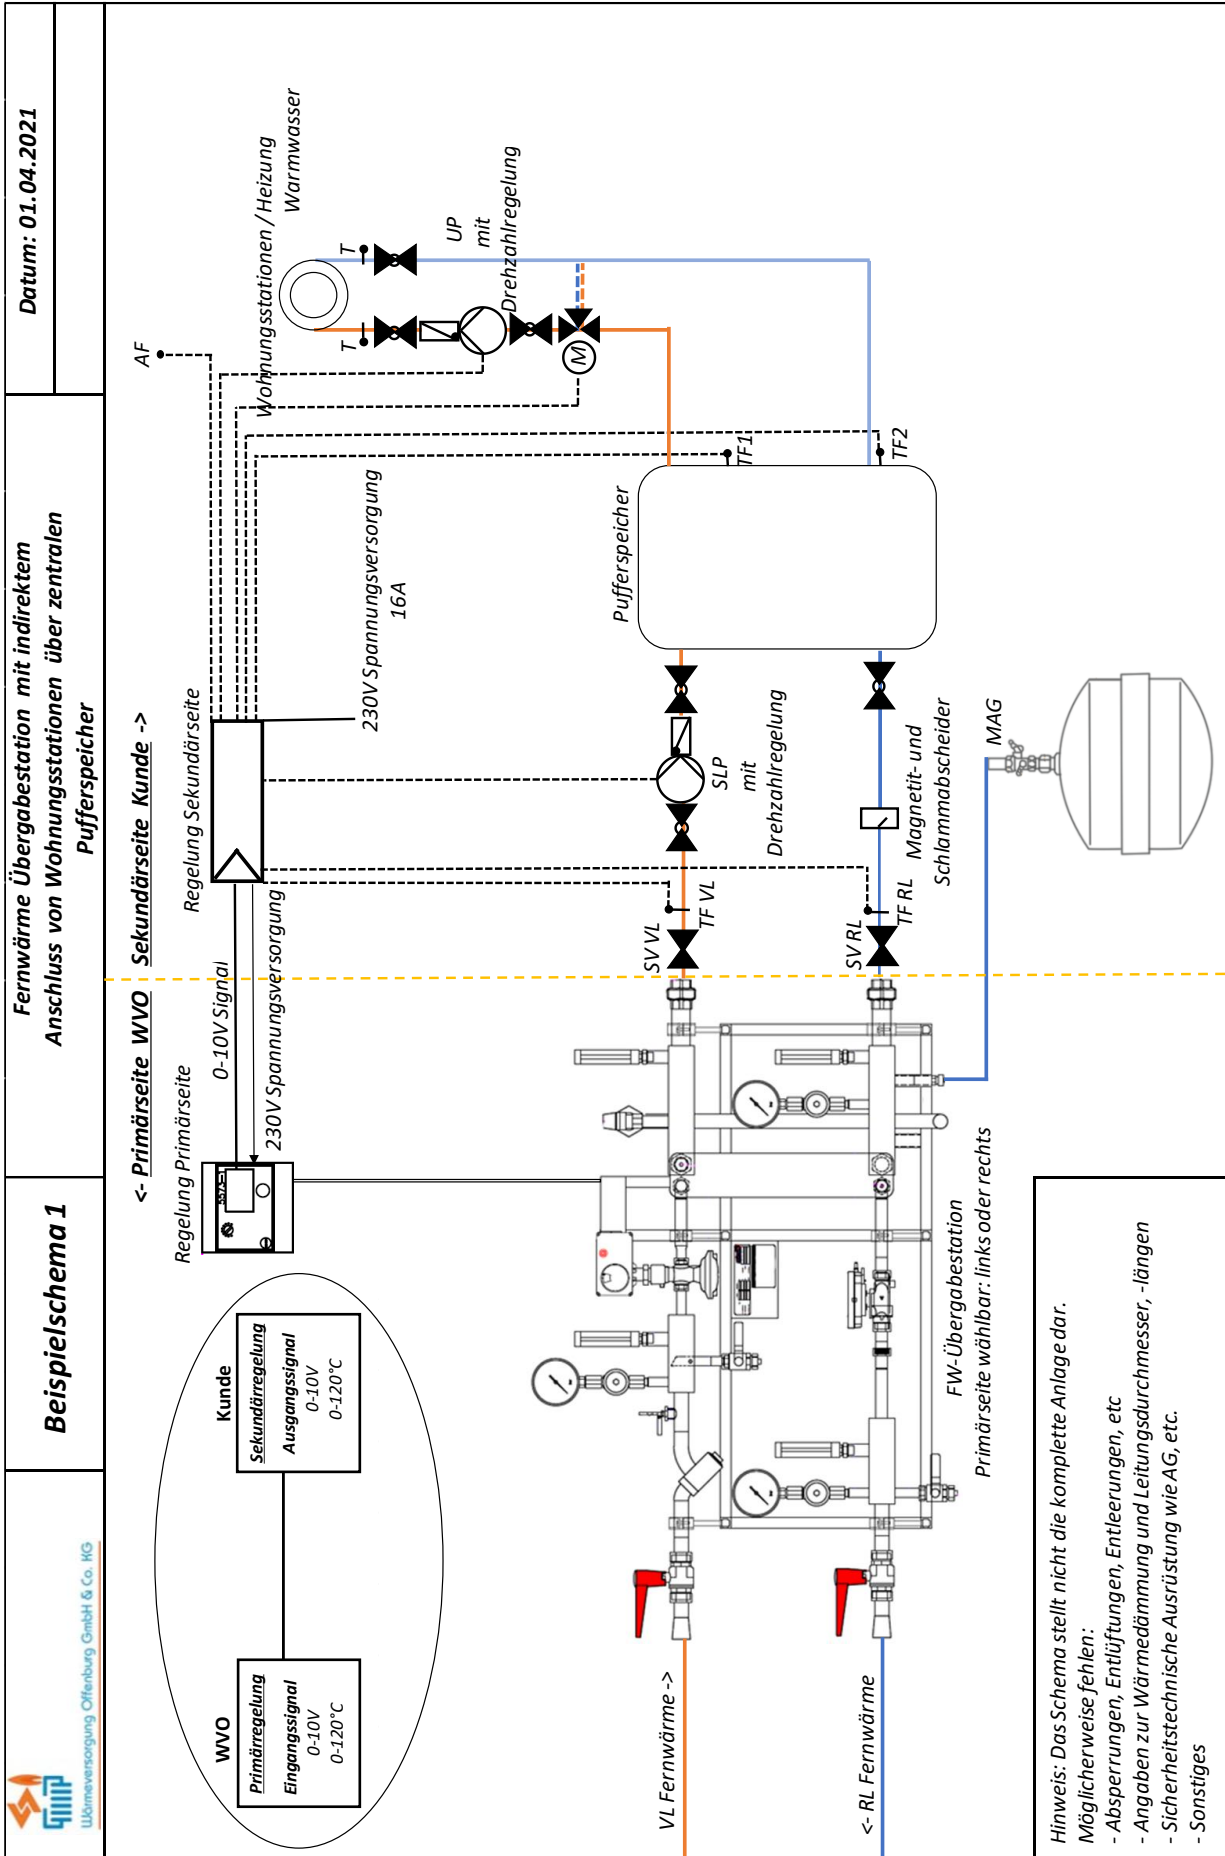 Wärmeversorgung Offenburg GmbH & Co. KG
Beispielschema 1
Fernwärme Übergabestation mit indirektem
Anschluss von Wohnungsstationen über zentralen
Pufferspeicher
Datum: 01.04.2021
<- Primärseite WVO
Sekundärseite Kunde ->
WVO
Primärregelung
Eingangssignal
0-10V
0-120°C
Kunde
Sekundärregelung
Ausgangssignal
0-10V
0-120°C
Regelung Primärseite
5573-1
0-10V Signal
230V Spannungsversorgung
Regelung Sekundärseite
230V Spannungsversorgung
16A
AF
Wohnungsstationen / Heizung
Warmwasser
T
T
UP
mit
Drehzahlregelung
M
TF1
TF2
Pufferspeicher
SLP
mit
Drehzahlregelung
SV VL
TF VL
SV RL
TF RL
Magnetit- und
Schlammabscheider
MAG
VL Fernwärme ->
<- RL Fernwärme
FW-Übergabestation
Primärseite wählbar: links oder rechts
Hinweis: Das Schema stellt nicht die komplette Anlage dar.
Möglicherweise fehlen:
- Absperrungen, Entlüftungen, Entleerungen, etc
- Angaben zur Wärmedämmung und Leitungsdurchmesser, -längen
- Sicherheitstechnische Ausrüstung wie AG, etc.
- Sonstiges